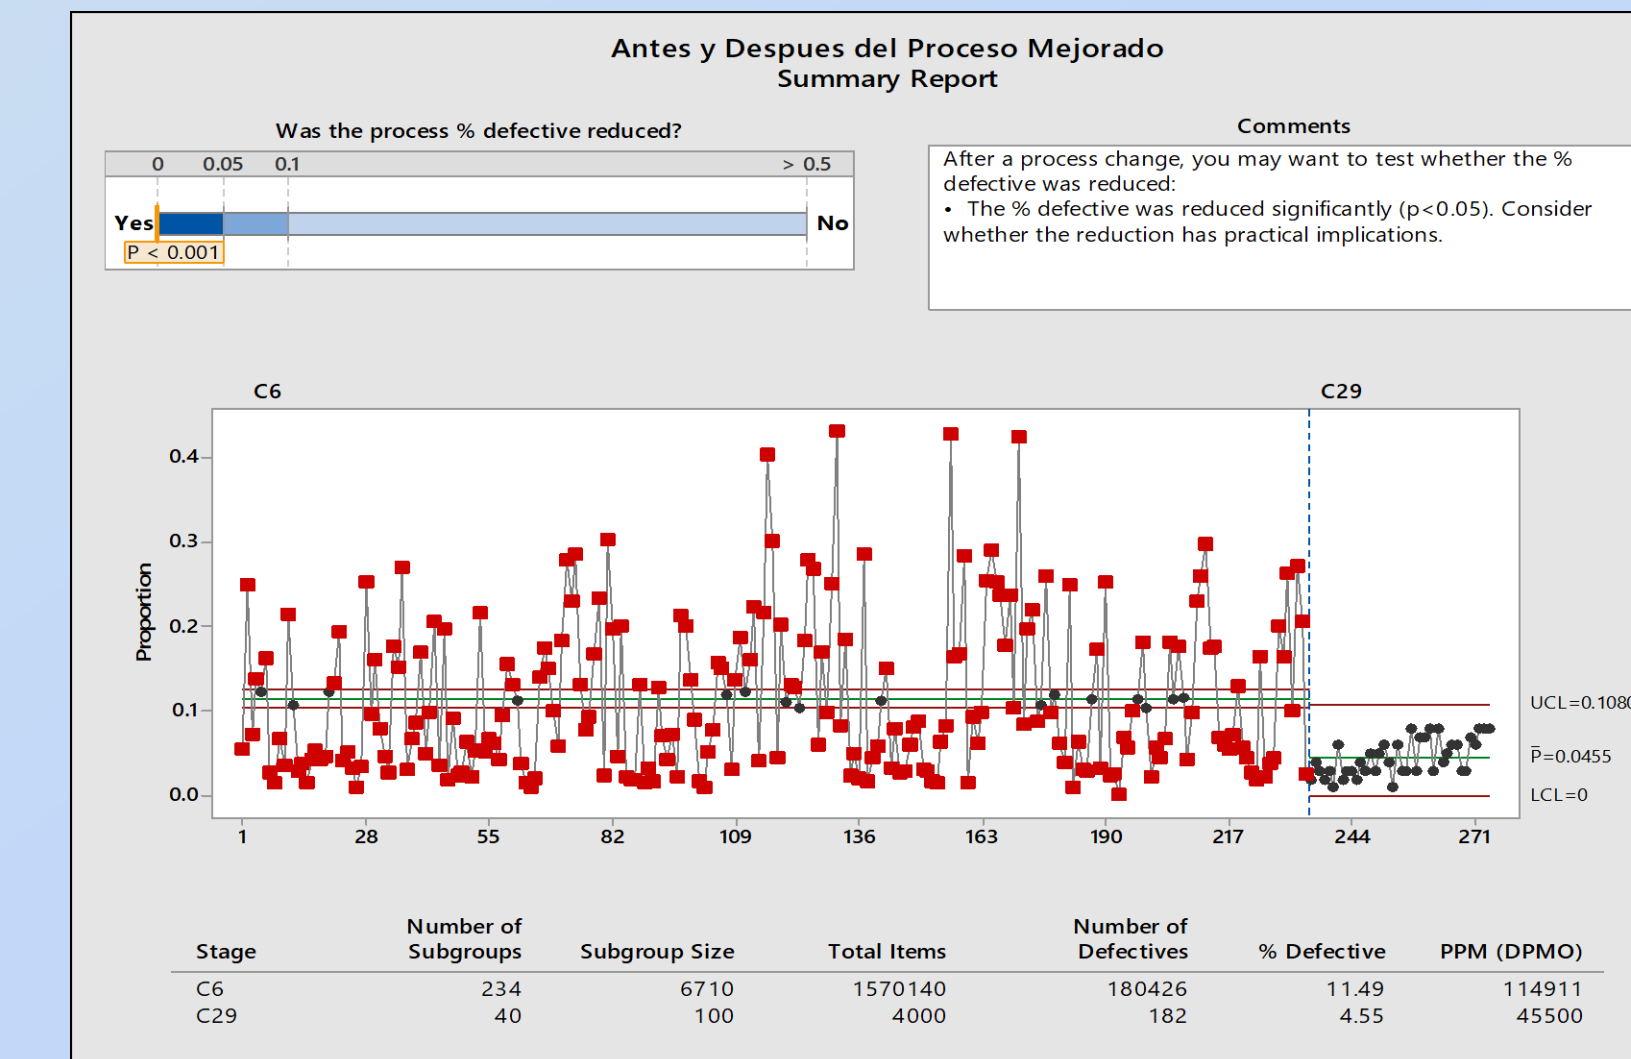 Antes y Despues del Proceso Mejorado
Summary Report
Was the process % defective reduced?
0 0.05 0.1 > 0.5
Yes No
P < 0.001
Comments
After a process change, you may want to test whether the %
defective was reduced:
• The % defective was reduced significantly (p<0.05). Consider
whether the reduction has practical implications.
C6 C29
Proportion
0.4
0.3
0.2
0.1
0.0
UCL=0.1080
P̄=0.0455
LCL=0
1 28 55 82 109 136 163 190 217 244 271
Number of Number of
Stage Subgroups Subgroup Size Total Items Defectives % Defective PPM (DPMO)
C6 234 6710 1570140 180426 11.49 114911
C29 40 100 4000 182 4.55 45500